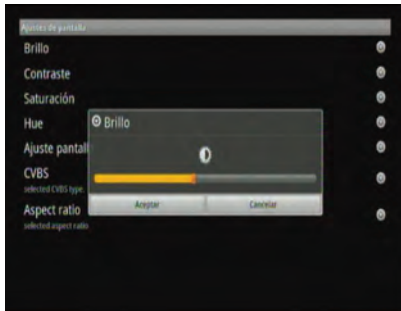 Ajustes de pantalla
Brillo
Contraste
Saturación
Hue
Brillo
Ajuste pantall
CVBS
selected CVBS type.
Aspect ratio
selected aspect ratio
Aceptar
Cancelar